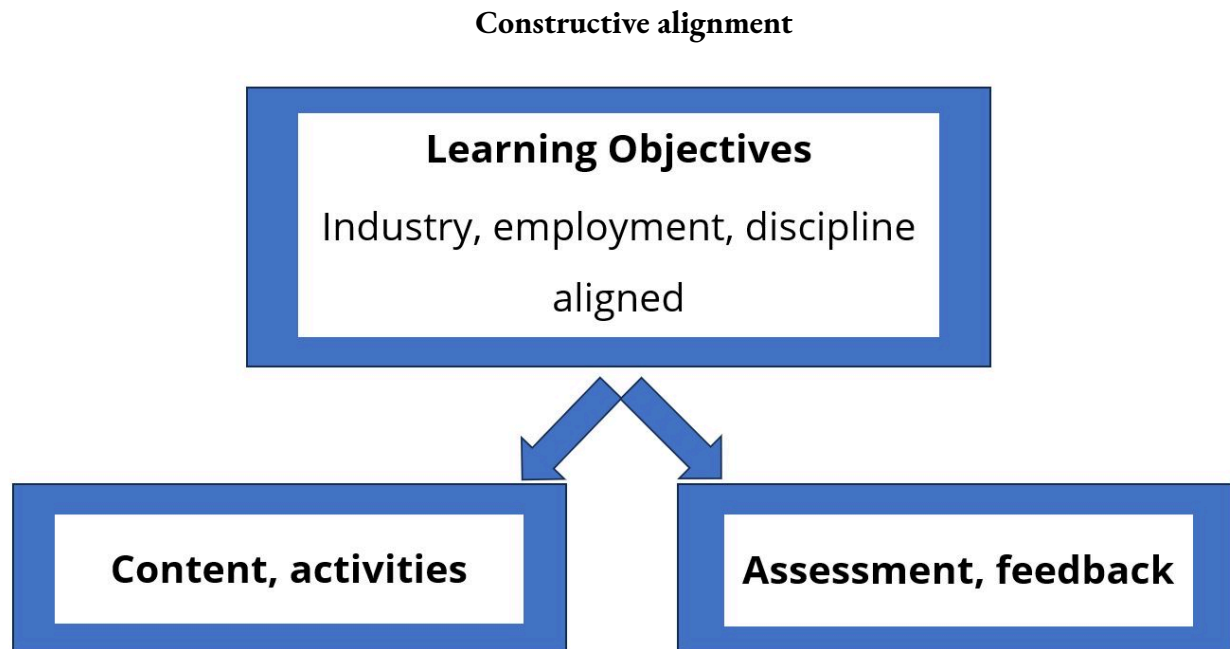 Constructive alignment
Learning Objectives
Industry, employment, discipline
aligned
Content, activities
Assessment, feedback